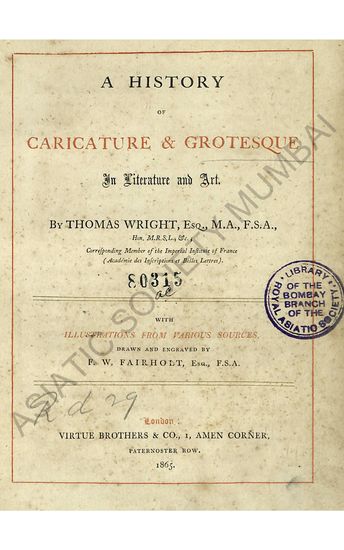 A HISTORY
OF
CARICATURE & GROTESQUE
In Literature and Art.
BY THOMAS WRIGHT, ESQ., M.A., F.S.A.,
HON. M.R.S.L., &c.;
Corresponding Member of the Imperial Institute of France
(Académie des Inscriptions et Belles Lettres).
80315
WITH
ILLUSTRATIONS FROM VARIOUS SOURCES,
DRAWN AND ENGRAVED BY
F. W. FAIRHOLT, ESQ., F.S.A.
London:
VIRTUE BROTHERS & CO., 1, AMEN CORNER,
PATERNOSTER ROW.
1865.
LIBRARY
OF THE
BOMBAY
BRANCH
OF THE
ROYAL ASIATIC SOCIETY
ASIATIC SOCIETY MUMBAI